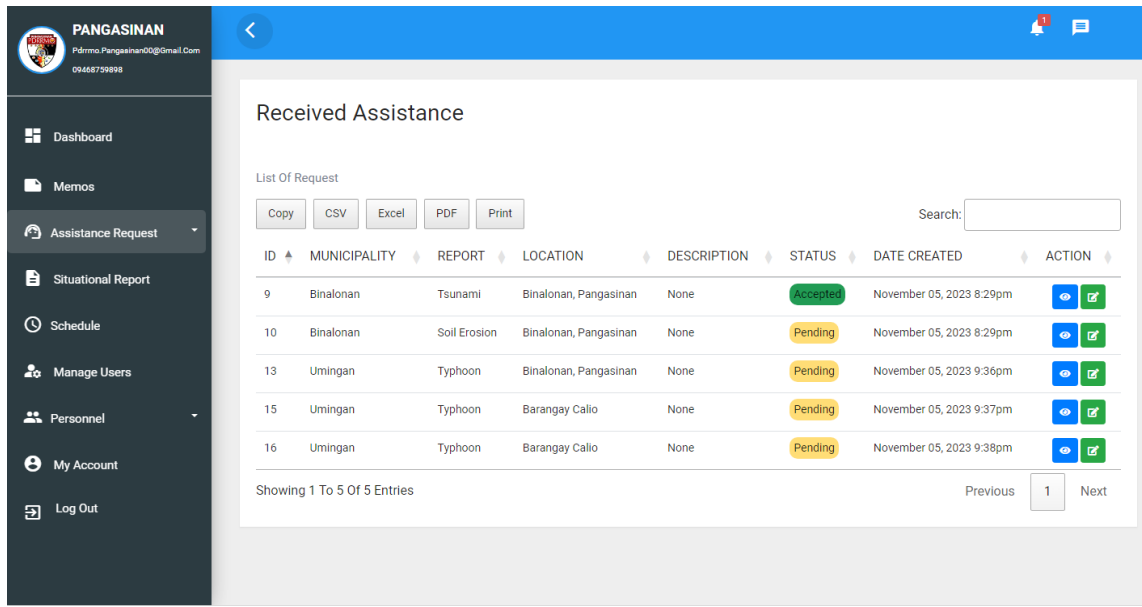 PANGASINAN
Pdrrmo.Pangasinan00@Gmail.Com
09468759898
PDRRMO
1
Dashboard
Memos
Assistance Request
Situational Report
Schedule
Manage Users
Personnel
My Account
Log Out
Received Assistance
List Of Request
Copy CSV Excel PDF Print Search:
ID MUNICIPALITY REPORT LOCATION DESCRIPTION STATUS DATE CREATED ACTION
9 Binalonan Tsunami Binalonan, Pangasinan None Accepted November 05, 2023 8:29pm
10 Binalonan Soil Erosion Binalonan, Pangasinan None Pending November 05, 2023 8:29pm
13 Umingan Typhoon Binalonan, Pangasinan None Pending November 05, 2023 9:36pm
15 Umingan Typhoon Barangay Calio None Pending November 05, 2023 9:37pm
16 Umingan Typhoon Barangay Calio None Pending November 05, 2023 9:38pm
Showing 1 To 5 Of 5 Entries Previous 1 Next